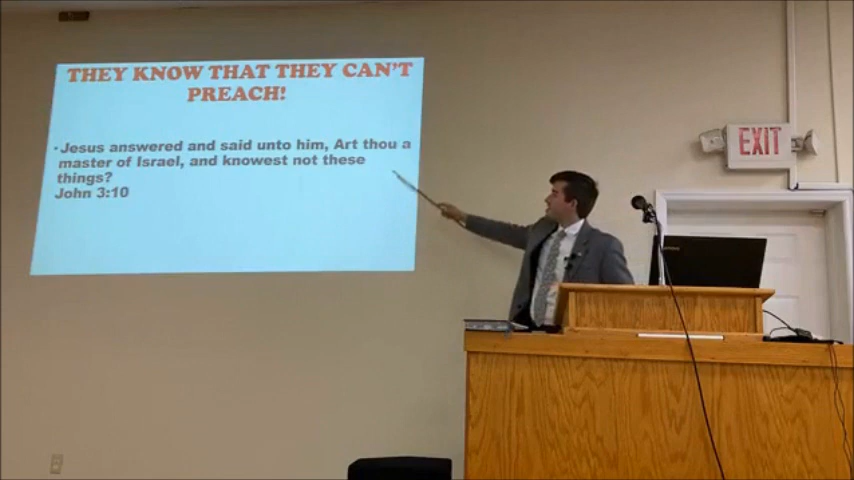 THEY KNOW THAT THEY CAN'T
PREACH!
• Jesus answered and said unto him, Art thou a
master of Israel, and knowest not these
things?
John 3:10
EXIT
lenovo